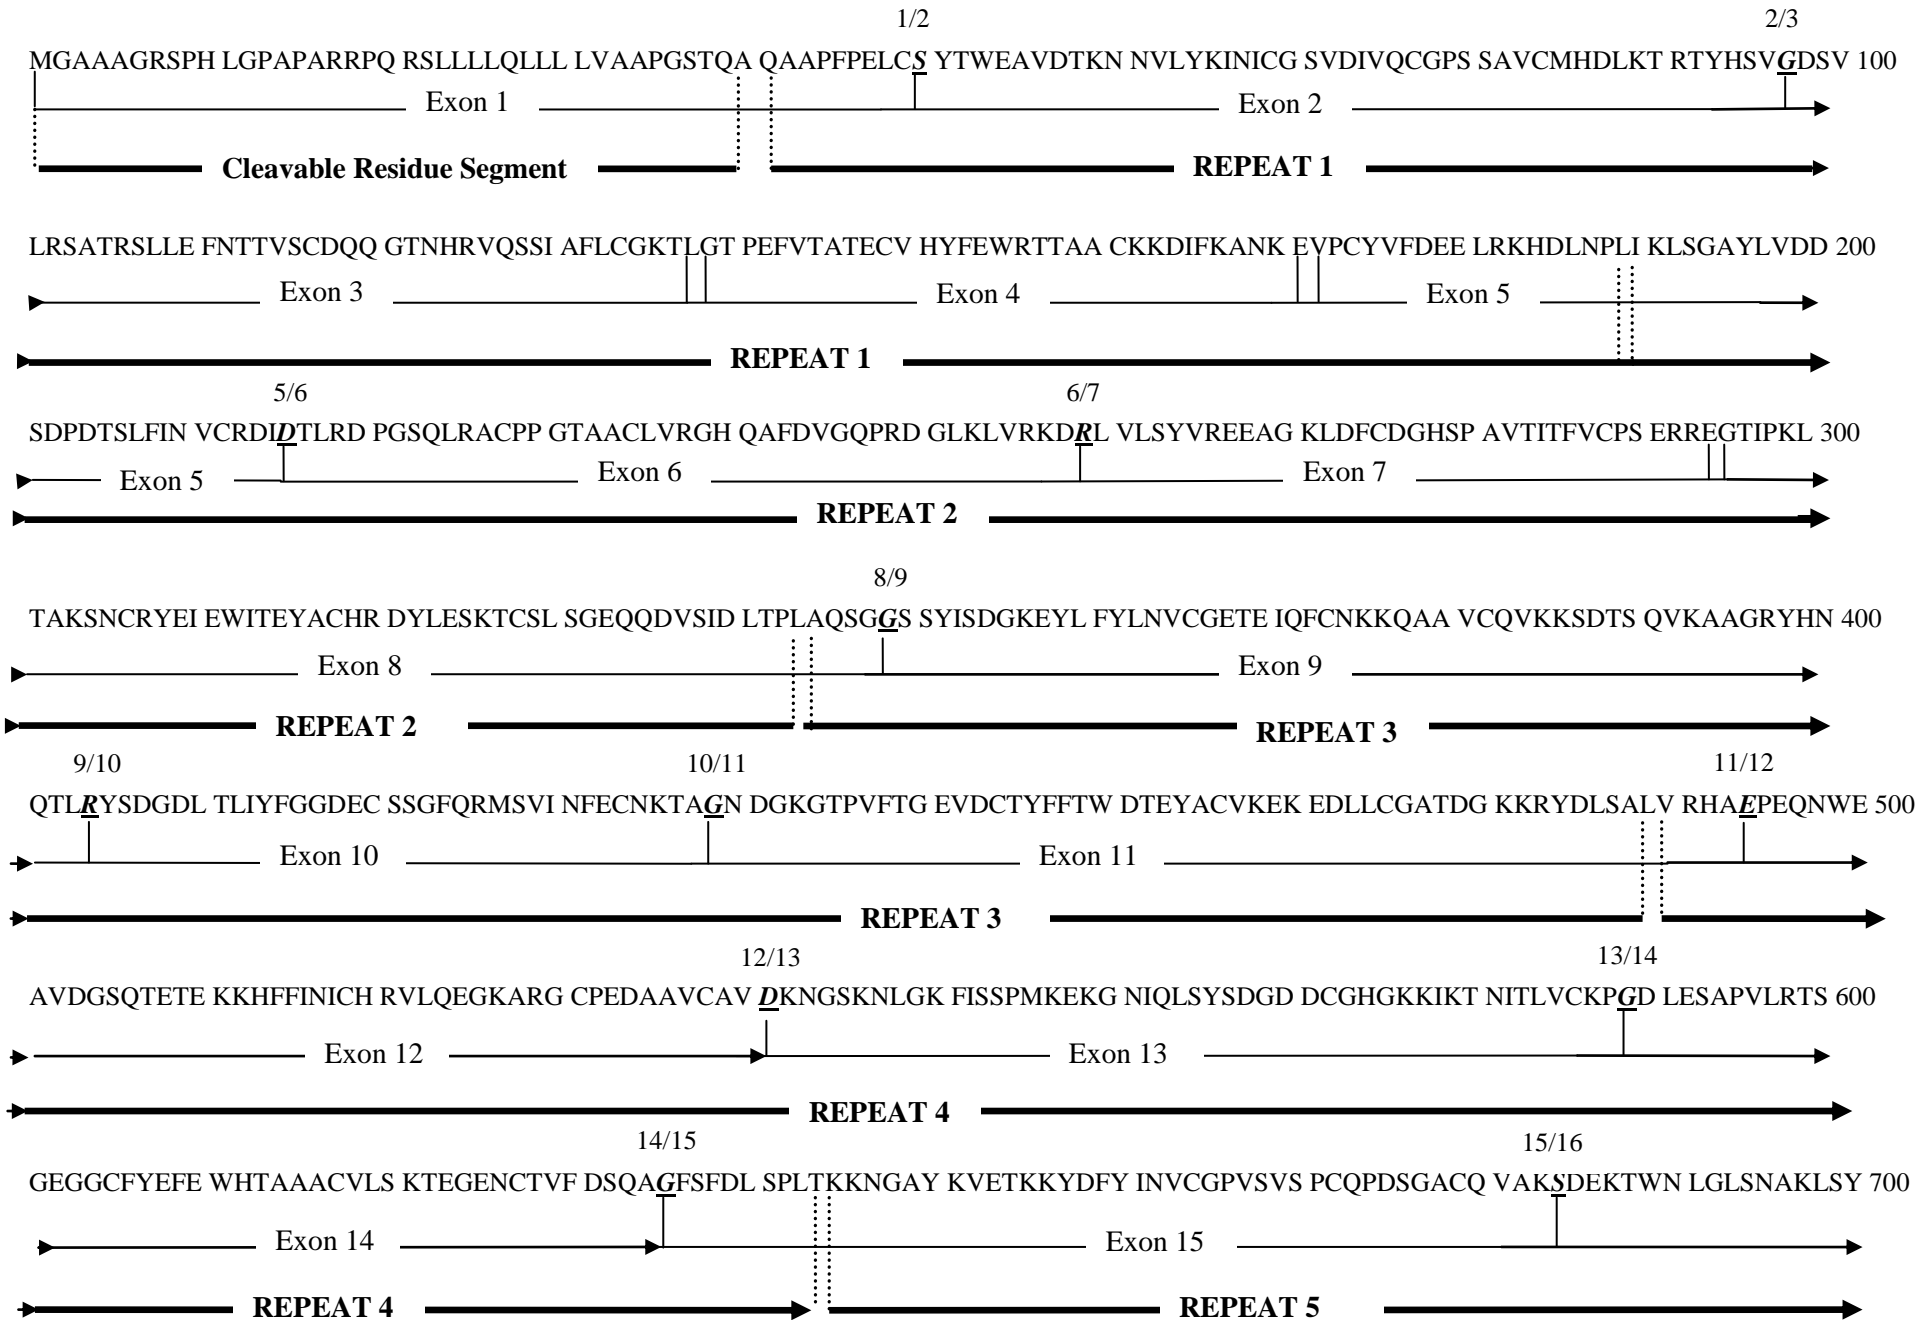 1/2 2/3
MGAAAGRSPH LGPAPARRPQ RSLLLLQLLL LVAAPGSTQA QAAPFPELCS YTWEAVDTKN NVLYKINICG SVDIVQCGPS SAVCMHDLKT RTYHSVGDSV 100
Exon 1 Exon 2
Cleavable Residue Segment REPEAT 1
LRSATRSLLE FNTTVSCDQQ GTNHRVQSSI AFLCGKTLGT PEFVTATECV HYFEWRTTAA CKKDIFKANK EVPCYVFDEE LRKHDLNPLI KLSGAYLVDD 200
Exon 3 Exon 4 Exon 5
REPEAT 1
5/6 6/7
SDPDTSLFIN VCRDIDTLRD PGSQLRACPP GTAACLVRGH QAFDVGQPRD GLKLVRKDRL VLSYVREEAG KLDFCDGHSP AVTITFVCPS ERREGTIPKL 300
Exon 5 Exon 6 Exon 7
REPEAT 2
8/9
TAKSNCRYEI EWITEYACHR DYLESKTCSL SGEQQDVSID LTPLAQSGGS SYISDGKEYL FYLNVCGETE IQFCNKKQAA VCQVKKSDTS QVKAAGRYHN 400
Exon 8 Exon 9
REPEAT 2 REPEAT 3
9/10 10/11 11/12
QTLRYSDGDL TLIYFGGDEC SSGFQRMSVI NFECNKTAGN DGKGTPVFTG EVDCTYFFTW DTEYACVKEK EDLLCGATDG KKRYDLSALV RHAEPEQNWE 500
Exon 10 Exon 11
REPEAT 3
12/13 13/14
AVDGSQTETE KKHFFINICH RVLQEGKARG CPEDAAVCAV DKNGSKNLGK FISSPMKEKG NIQLSYSDGD DCGHGKKIKT NITLVCKPGD LESAPVLRTS 600
Exon 12 Exon 13
REPEAT 4
14/15 15/16
GEGGCFYEFE WHTAAACVLS KTEGENCTVF DSQAGFSFDL SPLTKKNGAY KVETKKYDFY INVCGPVSVS PCQPDSGACQ VAKSDEKTWN LGLSNAKLSY 700
Exon 14 Exon 15
REPEAT 4 REPEAT 5